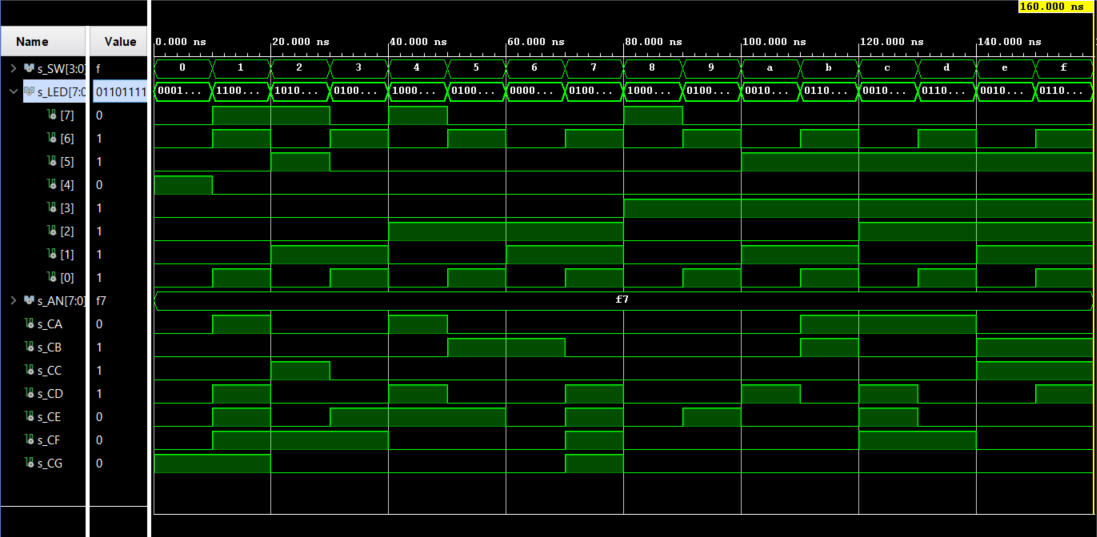 160.000 ns
Name Value
0.000 ns 20.000 ns 40.000 ns 60.000 ns 80.000 ns 100.000 ns 120.000 ns 140.000 ns
s_SW[3:0] f 0 1 2 3 4 5 6 7 8 9 a b c d e f
s_LED[7:0 01101111 0001... 1100... 1010... 0100... 1000... 0100... 0000... 0100... 1000... 0100... 0010... 0110... 0010... 0110... 0010... 0110...
[7] 0
[6] 1
[5] 1
[4] 0
[3] 1
[2] 1
[1] 1
[0] 1
s_AN[7:0] f7 f7
s_CA 0
s_CB 1
s_CC 1
s_CD 1
s_CE 0
s_CF 0
s_CG 0